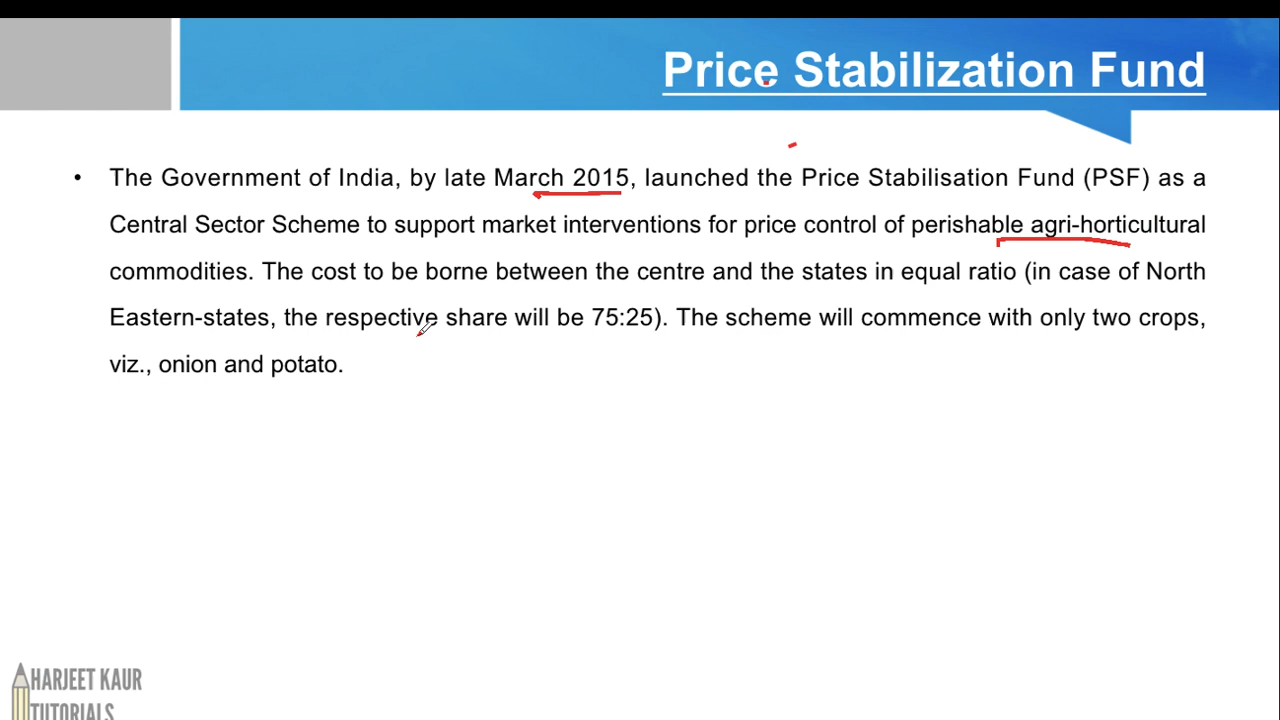 Price Stabilization Fund
• The Government of India, by late March 2015, launched the Price Stabilisation Fund (PSF) as a
Central Sector Scheme to support market interventions for price control of perishable agri-horticultural
commodities. The cost to be borne between the centre and the states in equal ratio (in case of North
Eastern-states, the respective share will be 75:25). The scheme will commence with only two crops,
viz., onion and potato.
HARJEET KAUR
TUTORIALS